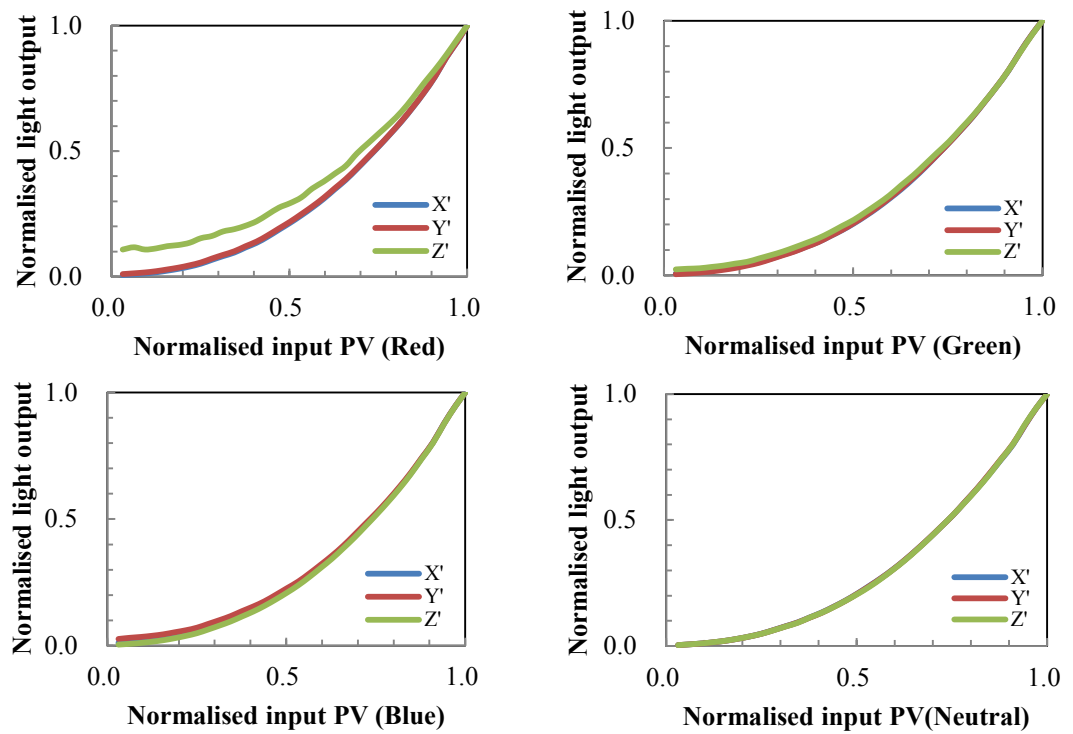 Normalised light output
1.0
0.5
0.0
X'
Y'
Z'
0.0 0.5 1.0
Normalised input PV (Red)
Normalised light output
1.0
0.5
0.0
X'
Y'
Z'
0.0 0.5 1.0
Normalised input PV (Green)
Normalised light output
1.0
0.5
0.0
X'
Y'
Z'
0.0 0.5 1.0
Normalised input PV (Blue)
Normalised light output
1.0
0.5
0.0
X'
Y'
Z'
0.0 0.5 1.0
Normalised input PV(Neutral)